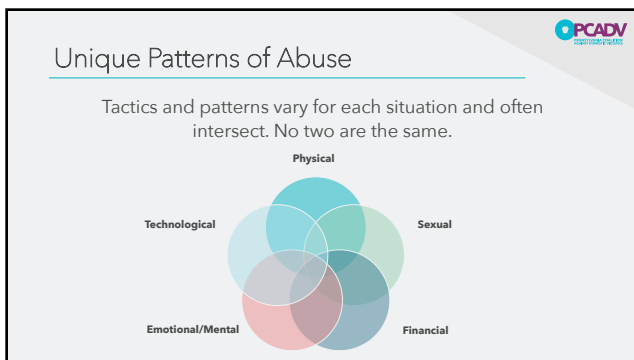 PCADV
Unique Patterns of Abuse
Tactics and patterns vary for each situation and often
intersect. No two are the same.
Physical
Technological
Sexual
Emotional/Mental
Financial